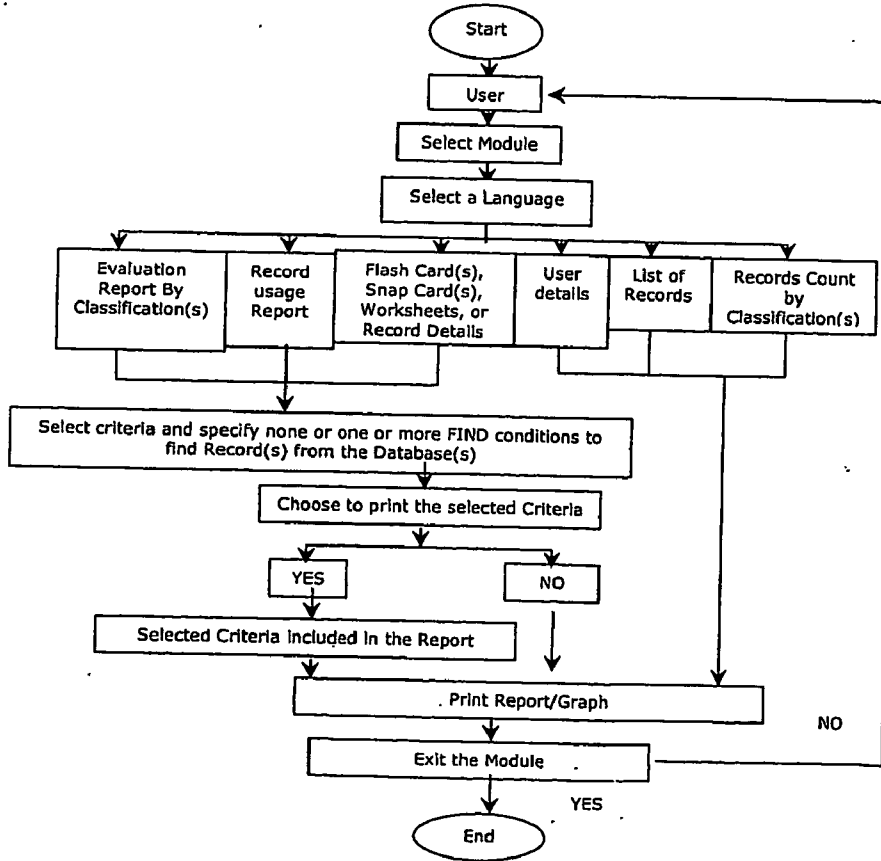 Start
User
Select Module
Select a Language
Evaluation
Report By
Classification(s)
Record
usage
Report
Flash Card(s),
Snap Card(s),
Worksheets, or
Record Details
User
details
List of
Records
Records Count
by
Classification(s)
Select criteria and specify none or one or more FIND conditions to
find Record(s) from the Database(s)
Choose to print the selected Criteria
YES
NO
Selected Criteria included in the Report
. Print Report/Graph
NO
Exit the Module
YES
End